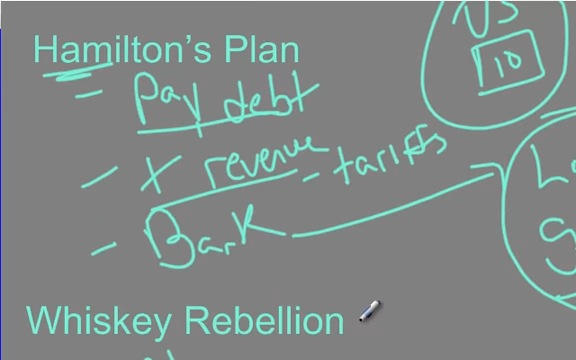 US
10
Hamilton's Plan
- Pay debt
- + revenue - tariffs
- Bank
Whiskey Rebellion